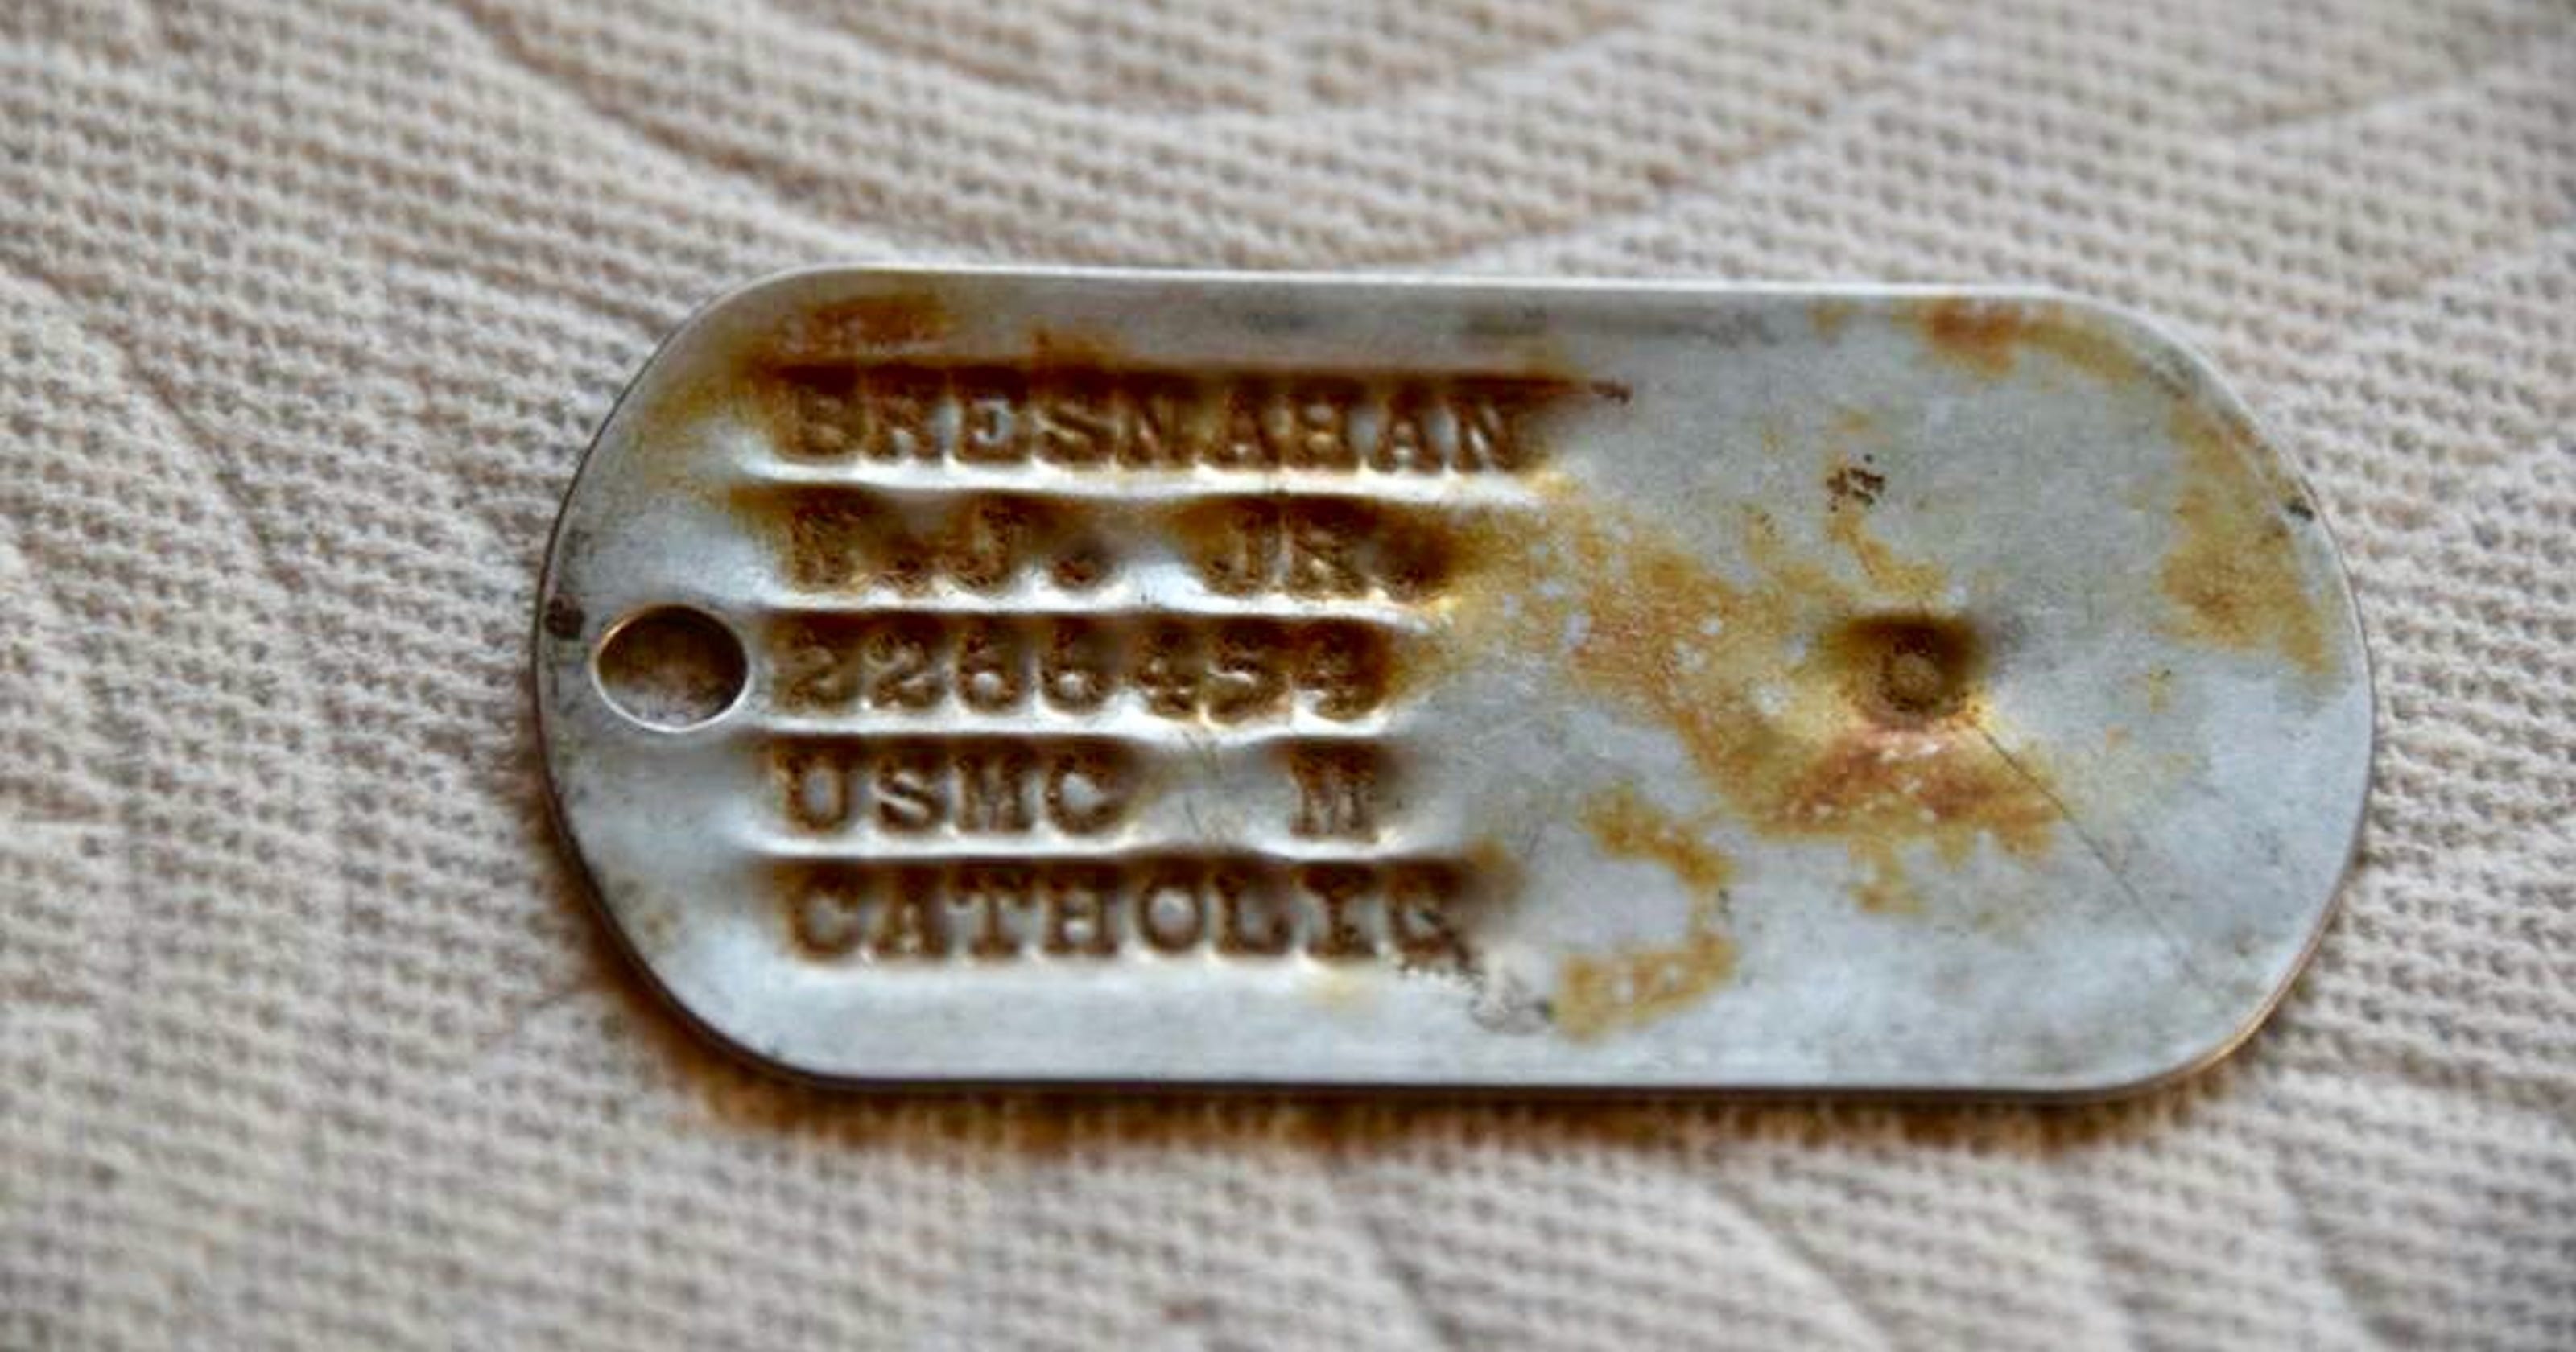 BRESNAHAN
J. JR.
USMC M
CATHOLIC
O